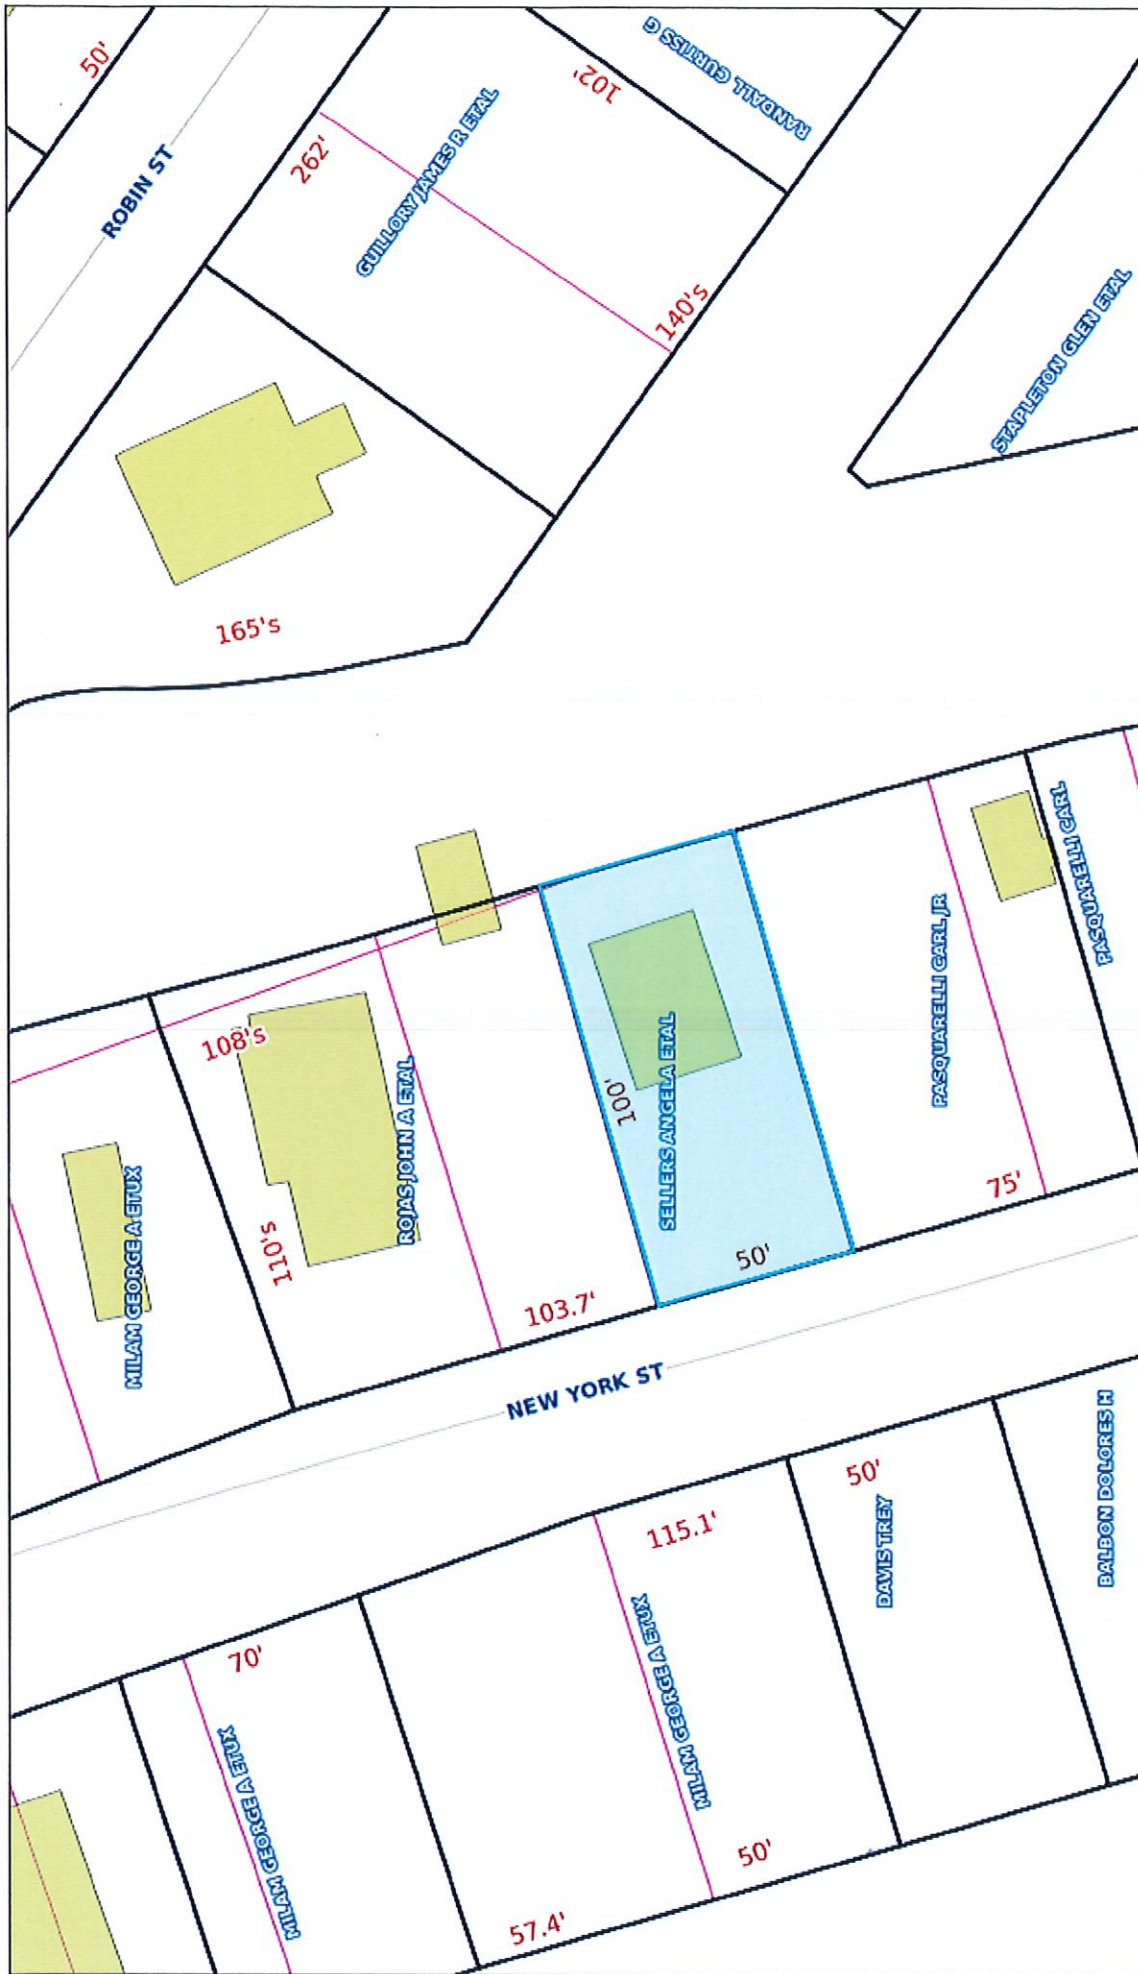 50'
RANDALL CURTISS G
102'
ROBIN ST
262'
GUILLORY JAMES R ETAL
140's
STAPLETON GLEN ETAL
165's
PASQUARELLI CARL
PASQUARELLI CARL JR
108's
100'
SELLERS ANGELA ETAL
ROJAS JOHN A ETAL
MILAM GEORGE A ETUX
110's
75'
50'
103.7'
NEW YORK ST
BALBON DOLORES H
50'
DAVIS TREY
115.1'
MILAM GEORGE A ETUX
70'
MILAM GEORGE A ETUX
50'
57.4'